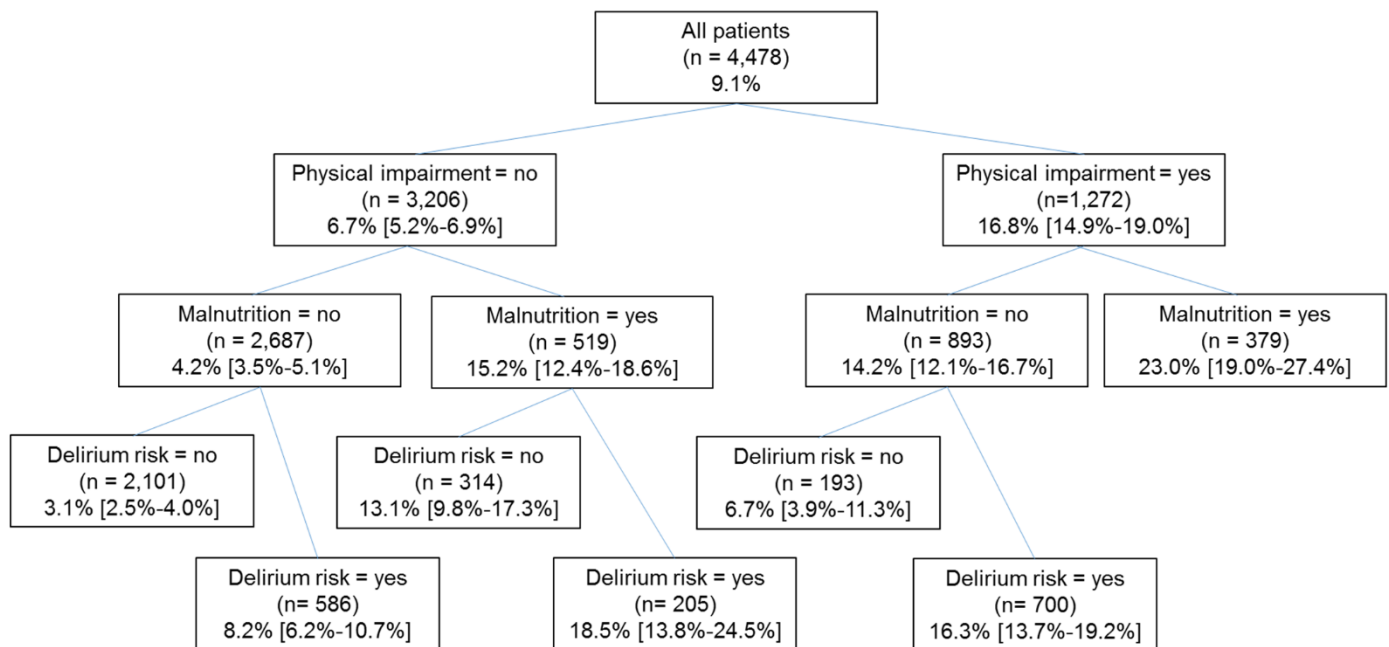 All patients
(n = 4,478)
9.1%
Physical impairment = no
(n = 3,206)
6.7% [5.2%-6.9%]
Physical impairment = yes
(n=1,272)
16.8% [14.9%-19.0%]
Malnutrition = no
(n = 2,687)
4.2% [3.5%-5.1%]
Malnutrition = yes
(n = 519)
15.2% [12.4%-18.6%]
Malnutrition = no
(n = 893)
14.2% [12.1%-16.7%]
Malnutrition = yes
(n = 379)
23.0% [19.0%-27.4%]
Delirium risk = no
(n = 2,101)
3.1% [2.5%-4.0%]
Delirium risk = no
(n = 314)
13.1% [9.8%-17.3%]
Delirium risk = no
(n = 193)
6.7% [3.9%-11.3%]
Delirium risk = yes
(n= 586)
8.2% [6.2%-10.7%]
Delirium risk = yes
(n= 205)
18.5% [13.8%-24.5%]
Delirium risk = yes
(n= 700)
16.3% [13.7%-19.2%]